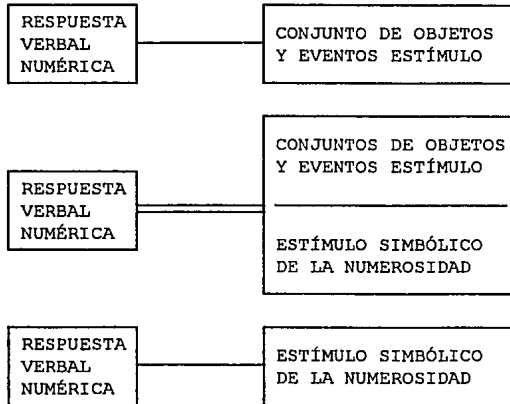 RESPUESTA
VERBAL
NUMÉRICA
CONJUNTO DE OBJETOS
Y EVENTOS ESTÍMULO
RESPUESTA
VERBAL
NUMÉRICA
CONJUNTOS DE OBJETOS
Y EVENTOS ESTÍMULO
ESTÍMULO SIMBÓLICO
DE LA NUMEROSIDAD
RESPUESTA
VERBAL
NUMÉRICA
ESTÍMULO SIMBÓLICO
DE LA NUMEROSIDAD